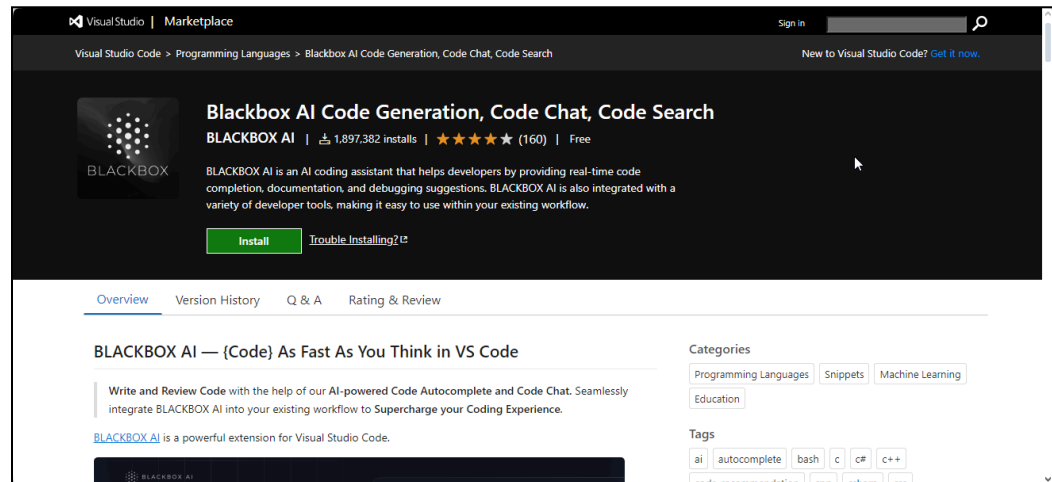 Visual Studio | Marketplace
Sign in
Visual Studio Code > Programming Languages > Blackbox AI Code Generation, Code Chat, Code Search
New to Visual Studio Code? Get it now.
BLACKBOX
Blackbox AI Code Generation, Code Chat, Code Search
BLACKBOX AI | 1,897,382 installs | (160) | Free
BLACKBOX AI is an AI coding assistant that helps developers by providing real-time code
completion, documentation, and debugging suggestions. BLACKBOX AI is also integrated with a
variety of developer tools, making it easy to use within your existing workflow.
Install
Trouble Installing?
Overview
Version History
Q & A
Rating & Review
BLACKBOX AI — {Code} As Fast As You Think in VS Code
Write and Review Code with the help of our AI-powered Code Autocomplete and Code Chat. Seamlessly
integrate BLACKBOX AI into your existing workflow to Supercharge your Coding Experience.
BLACKBOX AI is a powerful extension for Visual Studio Code.
BLACKBOX AI
Categories
Programming Languages
Snippets
Machine Learning
Education
Tags
ai
autocomplete
bash
c
c#
c++